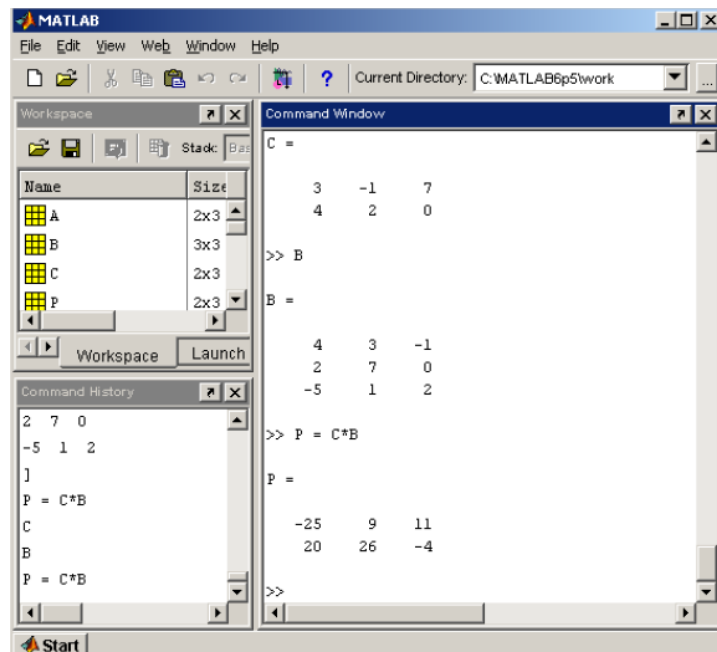 MATLAB
File Edit View Web Window Help
? Current Directory: C:\MATLAB6p5\work ...
Workspace
Stack: Bas
Name Size
A 2x3
B 3x3
C 2x3
P 2x3
Workspace Launch
Command History
2 7 0
-5 1 2
]
P = C*B
C
B
P = C*B
Command Window
C =
3 -1 7
4 2 0
>> B
B =
4 3 -1
2 7 0
-5 1 2
>> P = C*B
P =
-25 9 11
20 26 -4
>>
Start